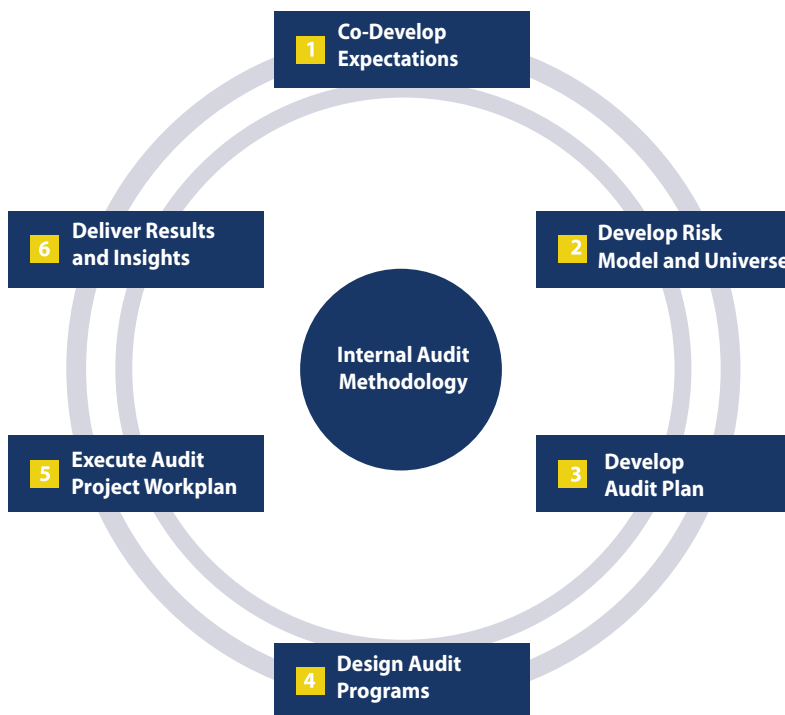 1
Co-Develop
Expectations
2
Develop Risk
Model and Universe
3
Develop
Audit Plan
4
Design Audit
Programs
5
Execute Audit
Project Workplan
6
Deliver Results
and Insights
Internal Audit
Methodology